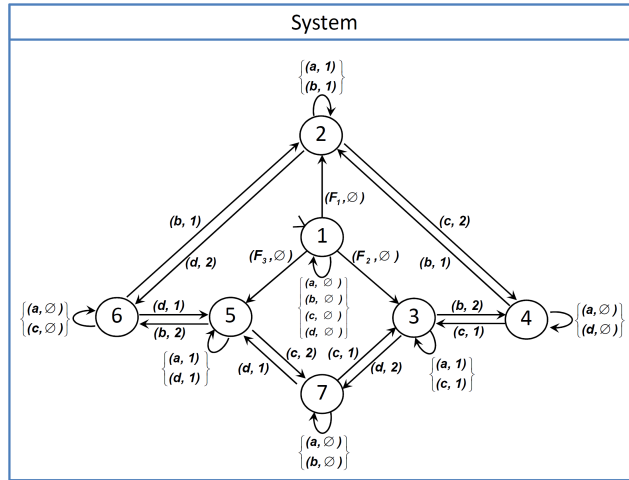 System
{(a, 1)
(b, 1)}
2
(F₁,∅)
(b, 1)
(d, 2)
(c, 2)
(b, 1)
1
(F₃,∅)
(F₂,∅)
{(a, ∅)
(b, ∅)
(c, ∅)
(d, ∅)}
{(a,∅)
(c,∅)}
6
(d, 1)
(b, 2)
5
3
(b, 2)
(c, 1)
4
{(a,∅)
(d,∅)}
{(a, 1)
(d, 1)}
(c, 2)
(d, 1)
(c, 1)
(d, 2)
{(a, 1)
(c, 1)}
7
{(a,∅)
(b,∅)}